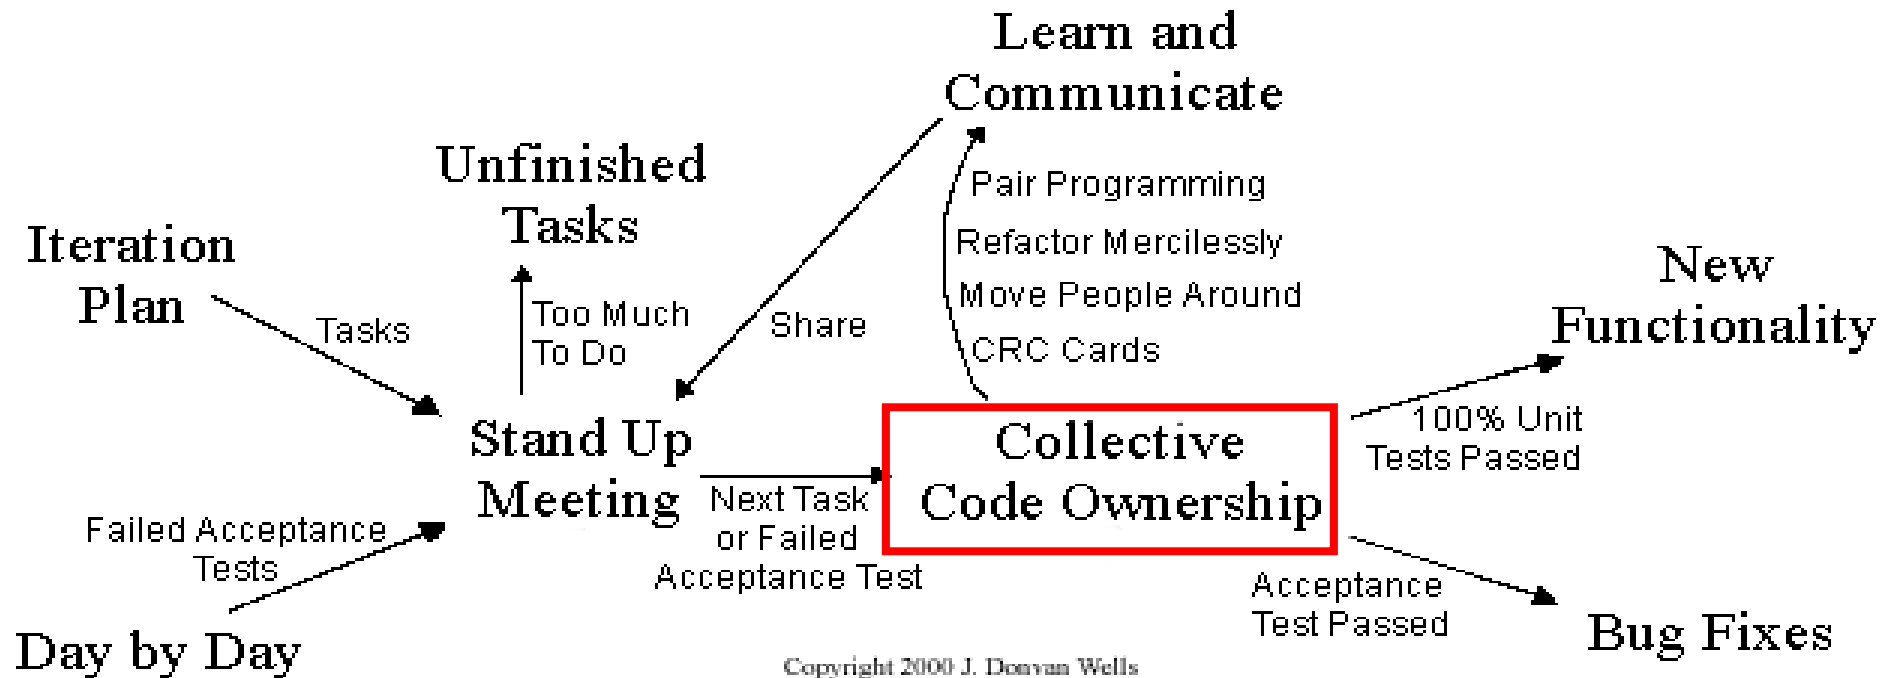 Learn and
Communicate
Unfinished
Tasks
Pair Programming
Refactor Mercilessly
Move People Around
CRC Cards
Iteration
Plan
Tasks
Too Much
To Do
Share
New
Functionality
100% Unit
Tests Passed
Stand Up
Meeting
Collective
Code Ownership
Next Task
or Failed
Acceptance Test
Failed Acceptance
Tests
Acceptance
Test Passed
Day by Day
Bug Fixes
Copyright 2000 J. Donvan Wells